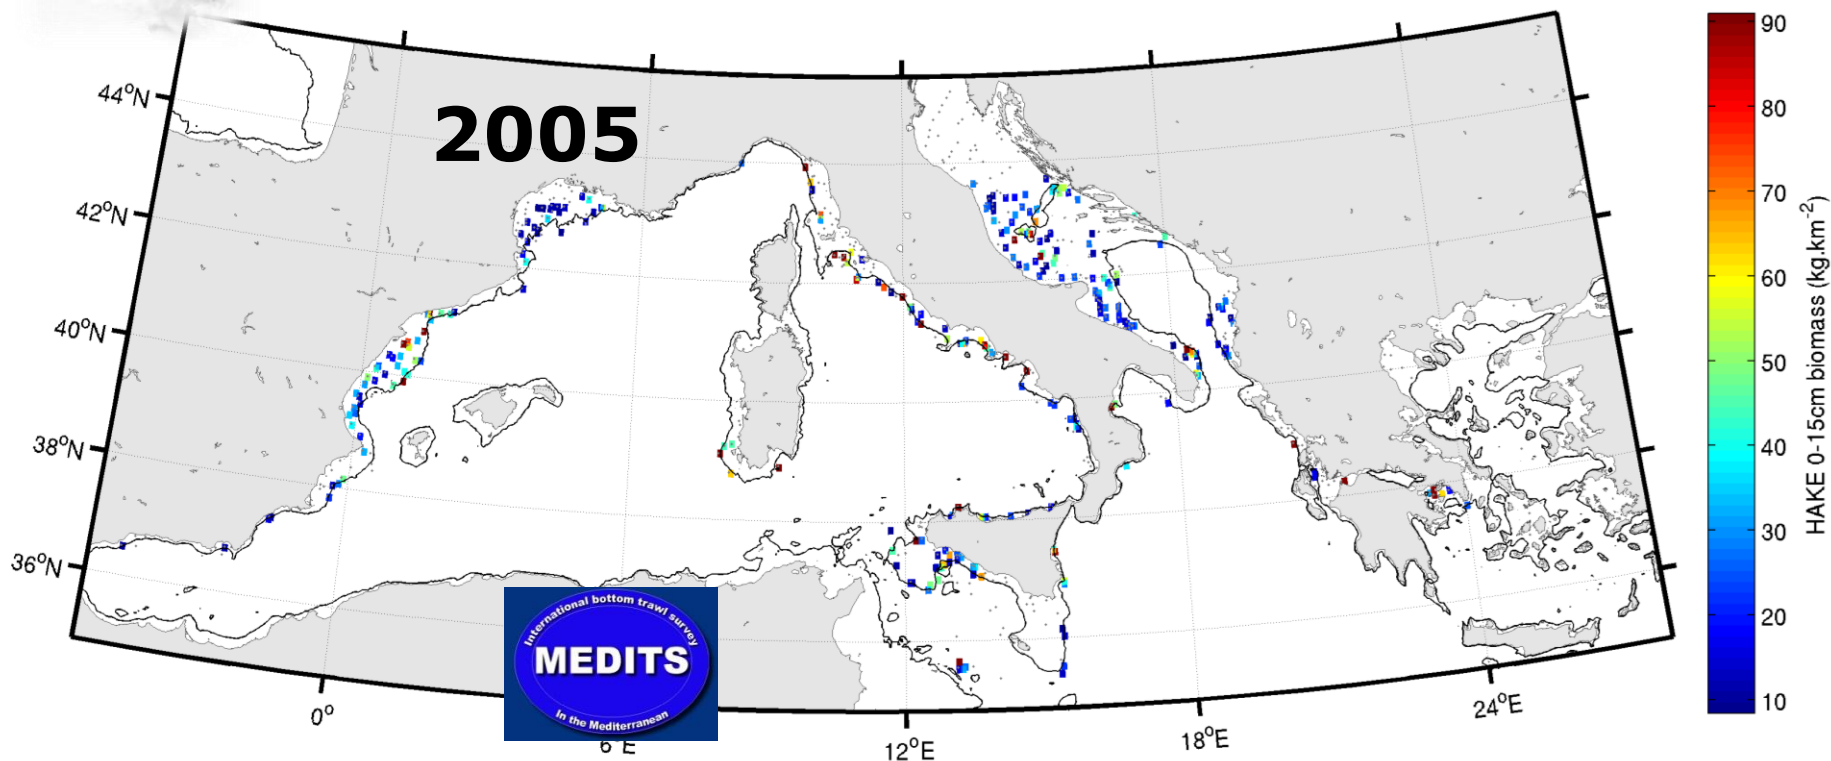 2005
44°N
42°N
40°N
38°N
36°N
0°
6°E
12°E
18°E
24°E
International bottom trawl survey
MEDITS
In the Mediterranean
90
80
70
60
50
40
30
20
10
HAKE 0-15cm biomass (kg.km⁻²)